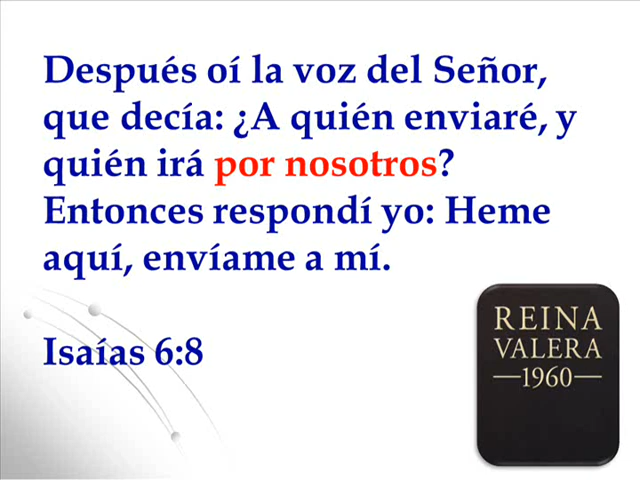 Después oí la voz del Señor,
que decía: ¿A quién enviaré, y
quién irá por nosotros?
Entonces respondí yo: Heme
aquí, envíame a mí.
Isaías 6:8
REINA
VALERA
—1960—